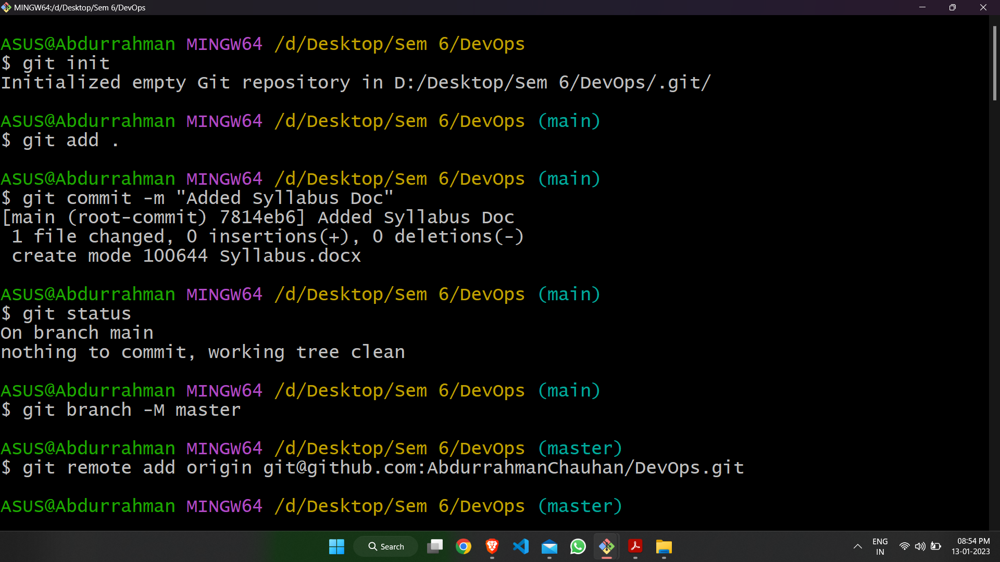 MINGW64:/d/Desktop/Sem 6/DevOps
ASUS@Abdurrahman MINGW64 /d/Desktop/Sem 6/DevOps
$ git init
Initialized empty Git repository in D:/Desktop/Sem 6/DevOps/.git/
ASUS@Abdurrahman MINGW64 /d/Desktop/Sem 6/DevOps (main)
$ git add .
ASUS@Abdurrahman MINGW64 /d/Desktop/Sem 6/DevOps (main)
$ git commit -m "Added Syllabus Doc"
[main (root-commit) 7814eb6] Added Syllabus Doc
 1 file changed, 0 insertions(+), 0 deletions(-)
 create mode 100644 Syllabus.docx
ASUS@Abdurrahman MINGW64 /d/Desktop/Sem 6/DevOps (main)
$ git status
On branch main
nothing to commit, working tree clean
ASUS@Abdurrahman MINGW64 /d/Desktop/Sem 6/DevOps (main)
$ git branch -M master
ASUS@Abdurrahman MINGW64 /d/Desktop/Sem 6/DevOps (master)
$ git remote add origin git@github.com:AbdurrahmanChauhan/DevOps.git
ASUS@Abdurrahman MINGW64 /d/Desktop/Sem 6/DevOps (master)
Search
ENG
IN
08:54 PM
13-01-2023